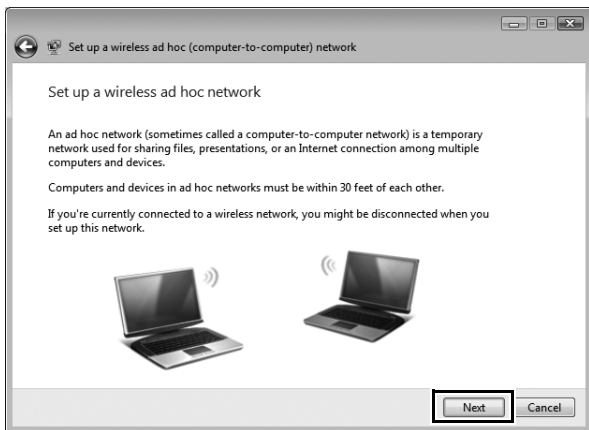 Set up a wireless ad hoc (computer-to-computer) network
Set up a wireless ad hoc network
An ad hoc network (sometimes called a computer-to-computer network) is a temporary
network used for sharing files, presentations, or an Internet connection among multiple
computers and devices.
Computers and devices in ad hoc networks must be within 30 feet of each other.
If you're currently connected to a wireless network, you might be disconnected when you
set up this network.
Next Cancel